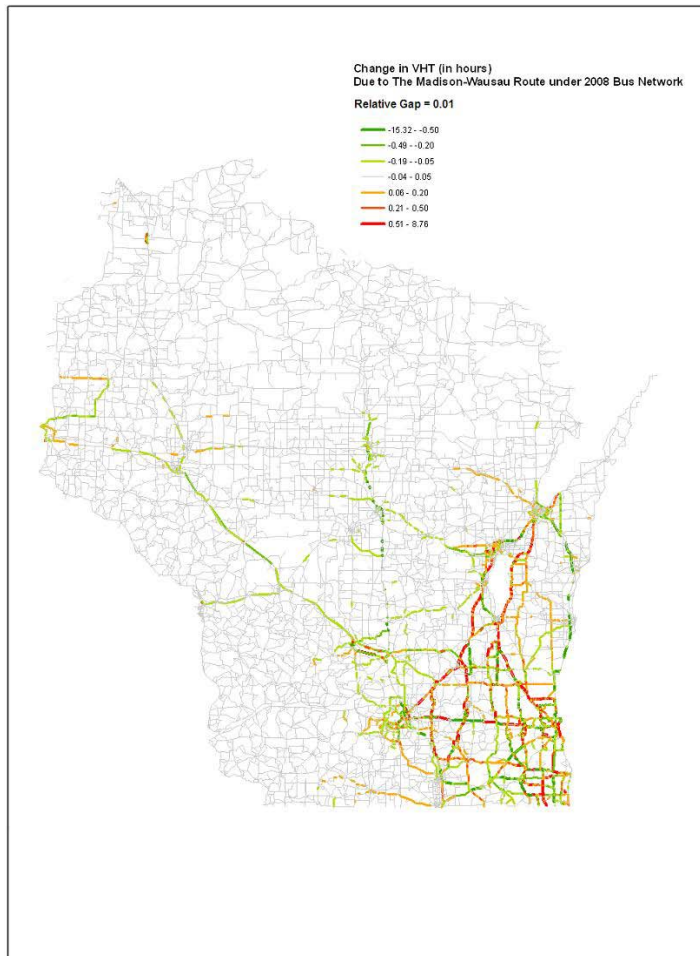 Change in VHT (in hours)
Due to The Madison-Wausau Route under 2008 Bus Network
Relative Gap = 0.01
-15.32 - -0.50
-0.49 - -0.20
-0.19 - -0.05
-0.04 - 0.05
0.06 - 0.20
0.21 - 0.50
0.51 - 8.76